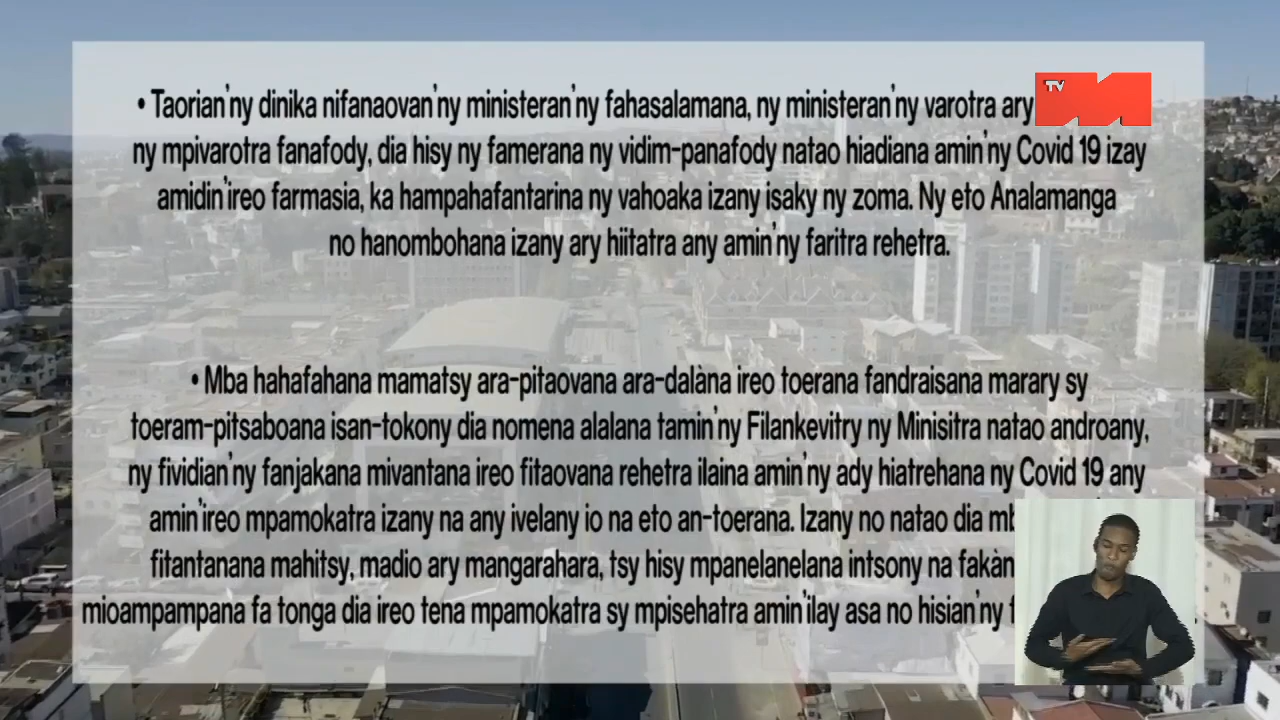 • Taorian'ny dinika nifanaovan'ny ministeran'ny fahasalamana, ny ministeran'ny varotra ary
TV
ny mpivarotra fanafody, dia hisy ny famerana ny vidim-panafody natao hiadiana amin'ny Covid 19 izay
amidin'ireo farmasia, ka hampahafantarina ny vahoaka izany isaky ny zoma. Ny eto Analamanga
no hanombohana izany ary hiitatra any amin'ny faritra rehetra.
• Mba hahafahana mamatsy ara-pitaovana ara-dalàna ireo toerana fandraisana marary sy
toeram-pitsaboana isan-tokony dia nomena alalana tamin'ny Filankevitry ny Minisitra natao androany,
ny fividian'ny fanjakana mivantana ireo fitaovana rehetra ilaina amin'ny ady hiatrehana ny Covid 19 any
amin'ireo mpamokatra izany na any ivelany io na eto an-toerana. Izany no natao dia
fitantanana mahitsy, madio ary mangarahara, tsy hisy mpanelanelana intsony na
mioampampana fa tonga dia ireo tena mpamokatra sy mpisehatra amin'ilay asa no hisian'ny